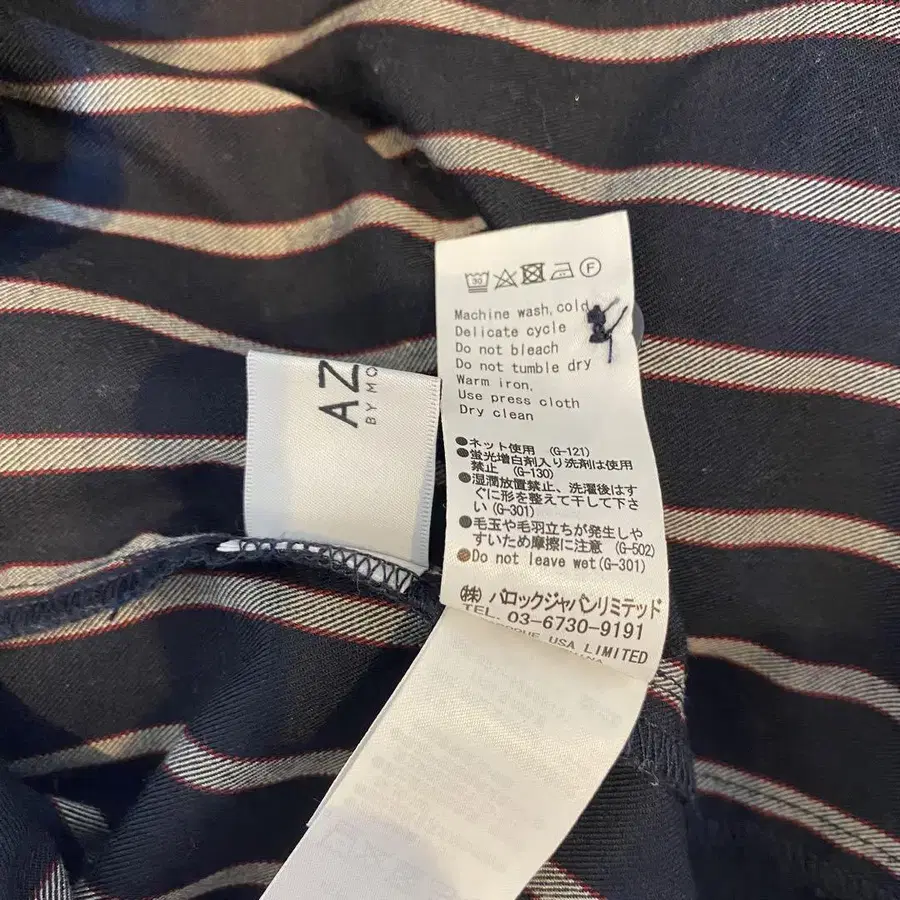 AZ
BY MO
30
F
Machine wash, cold
Delicate cycle
Do not bleach
Do not tumble dry
Warm iron,
Use press cloth
Dry clean
●ネット使用 (G-121)
●蛍光増白剤入り洗剤は使用
禁止 (G-130)
●湿潤放置禁止、洗濯後はす
ぐに形を整えて干して下さ
い(G-301)
●毛玉や毛羽立ちが発生しや
すいため摩擦に注意 (G-502)
●Do not leave wet(G-301)
(株) バロックジャパンリミテッド
TEL. 03-6730-9191
USA LIMITED